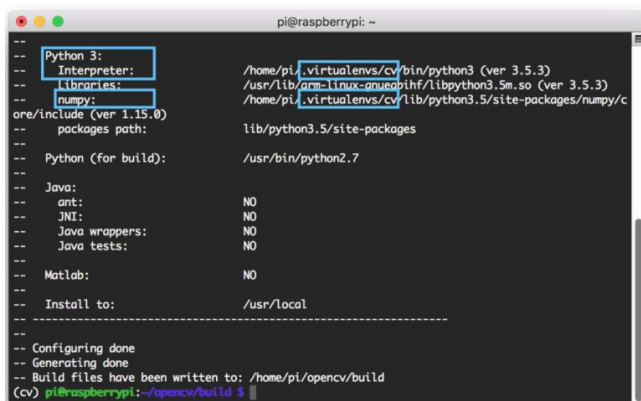 pi@raspberrypi: ~
--
--   Python 3:
--     Interpreter:                 /home/pi/.virtualenvs/cv/bin/python3 (ver 3.5.3)
--     Libraries:                   /usr/lib/arm-linux-gnueabihf/libpython3.5m.so (ver 3.5.3)
--     numpy:                       /home/pi/.virtualenvs/cv/lib/python3.5/site-packages/numpy/c
ore/include (ver 1.15.0)
--     packages path:               lib/python3.5/site-packages
--
--   Python (for build):            /usr/bin/python2.7
--
--   Java:
--     ant:                         NO
--     JNI:                         NO
--     Java wrappers:               NO
--     Java tests:                  NO
--
--   Matlab:                        NO
--
--   Install to:                    /usr/local
-- -----------------------------------------------------------------
--
-- Configuring done
-- Generating done
-- Build files have been written to: /home/pi/opencv/build
(cv) pi@raspberrypi:~/opencv/build $